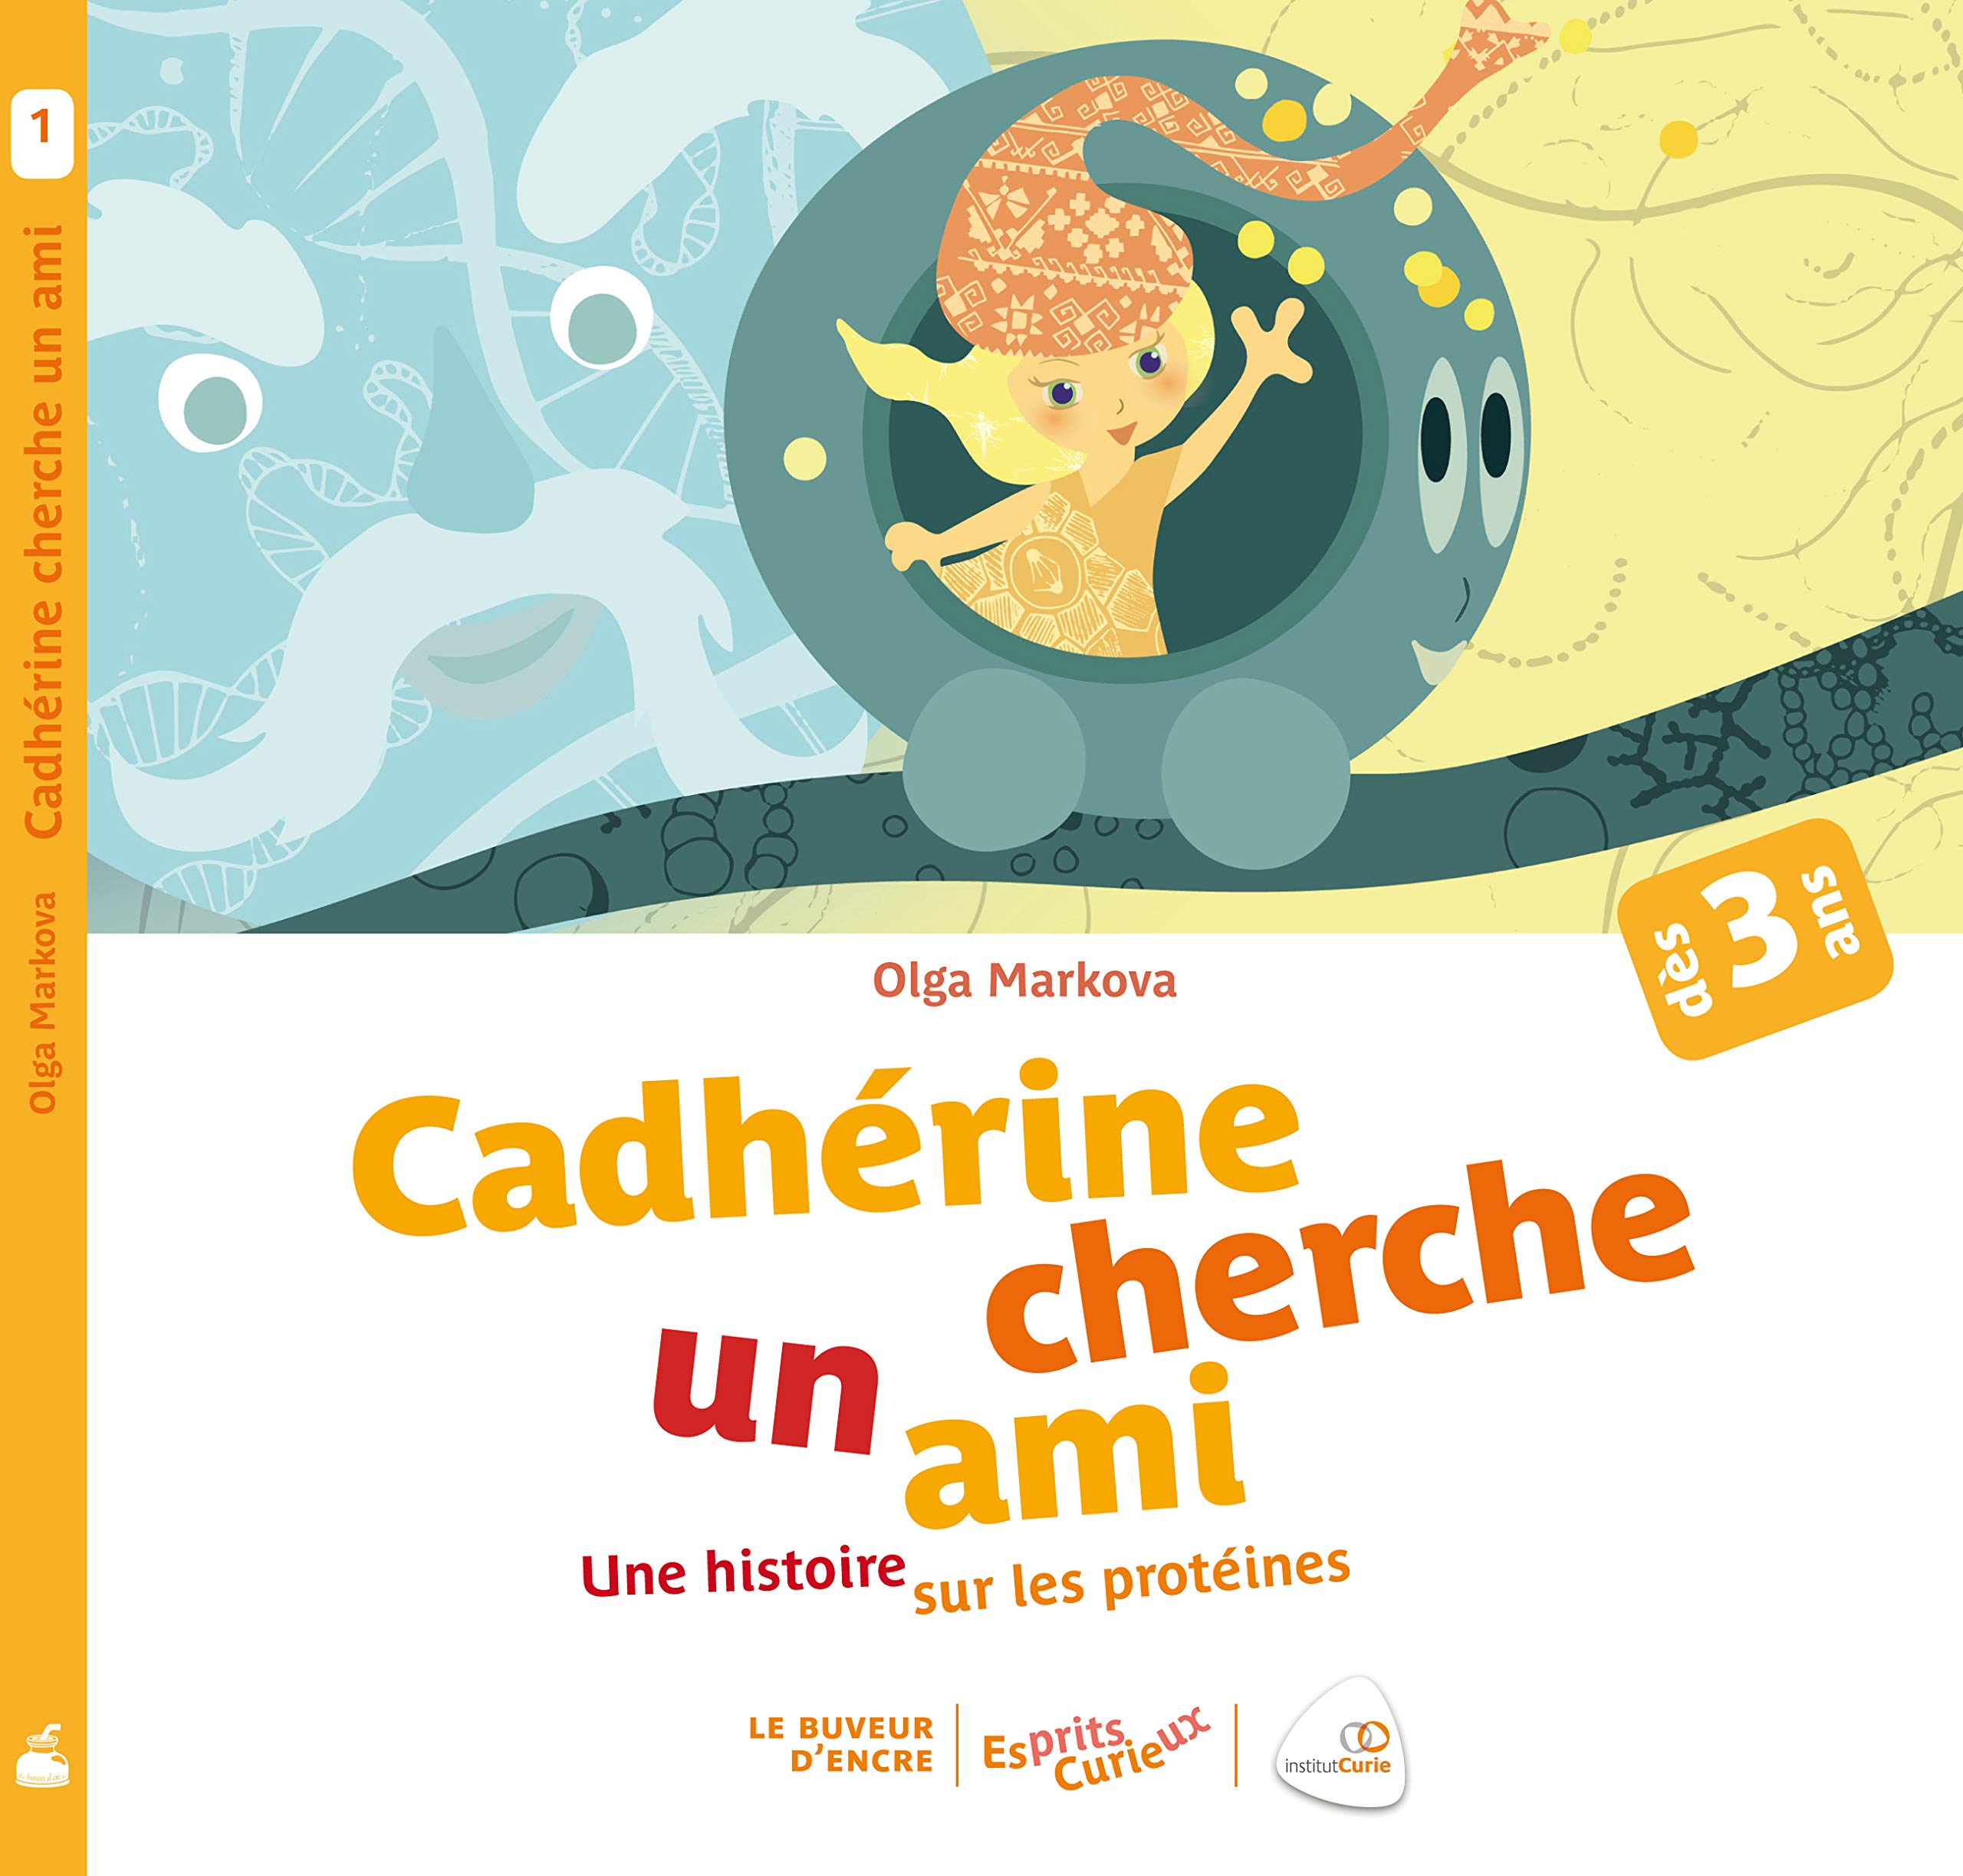 1
Olga Markova Cadhérine cherche un ami
dès 3 ans
Olga Markova
Cadhérine
cherche
un
ami
Une histoire sur les protéines
LE BUVEUR
D'ENCRE
Esprits
Curieux
institutCurie